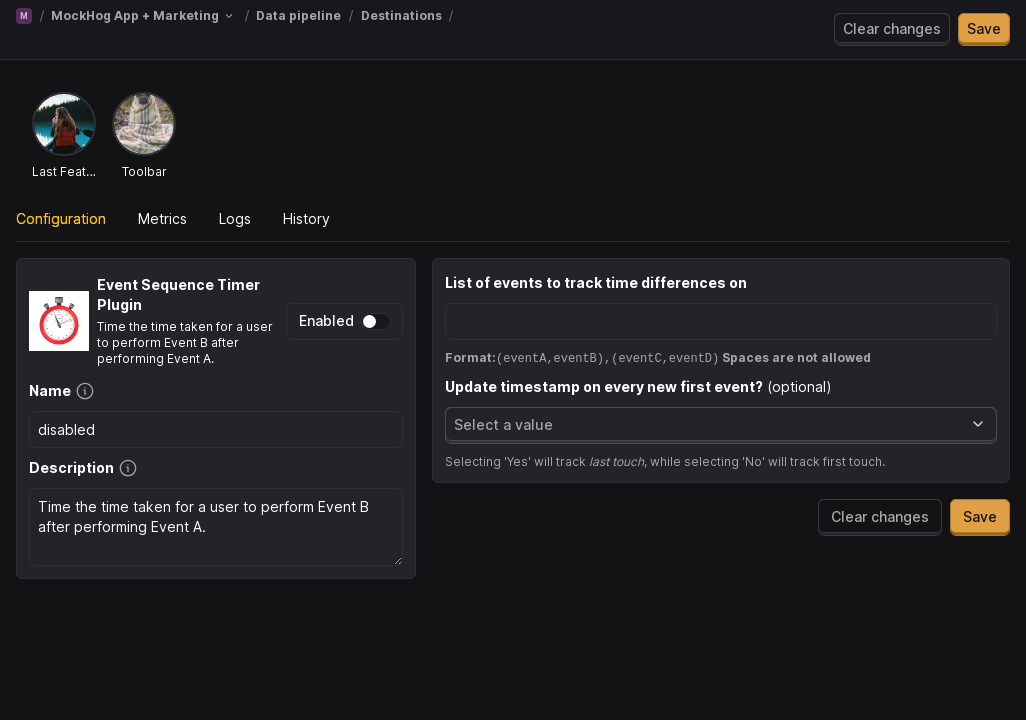 M / MockHog App + Marketing / Data pipeline / Destinations /
Clear changes Save
Last Feat... Toolbar
Configuration Metrics Logs History
Event Sequence Timer
Plugin
Time the time taken for a user
to perform Event B after
performing Event A.
Enabled
Name
disabled
Description
Time the time taken for a user to perform Event B
after performing Event A.
List of events to track time differences on
Format:(eventA,eventB),(eventC,eventD) Spaces are not allowed
Update timestamp on every new first event? (optional)
Select a value
Selecting 'Yes' will track last touch, while selecting 'No' will track first touch.
Clear changes Save